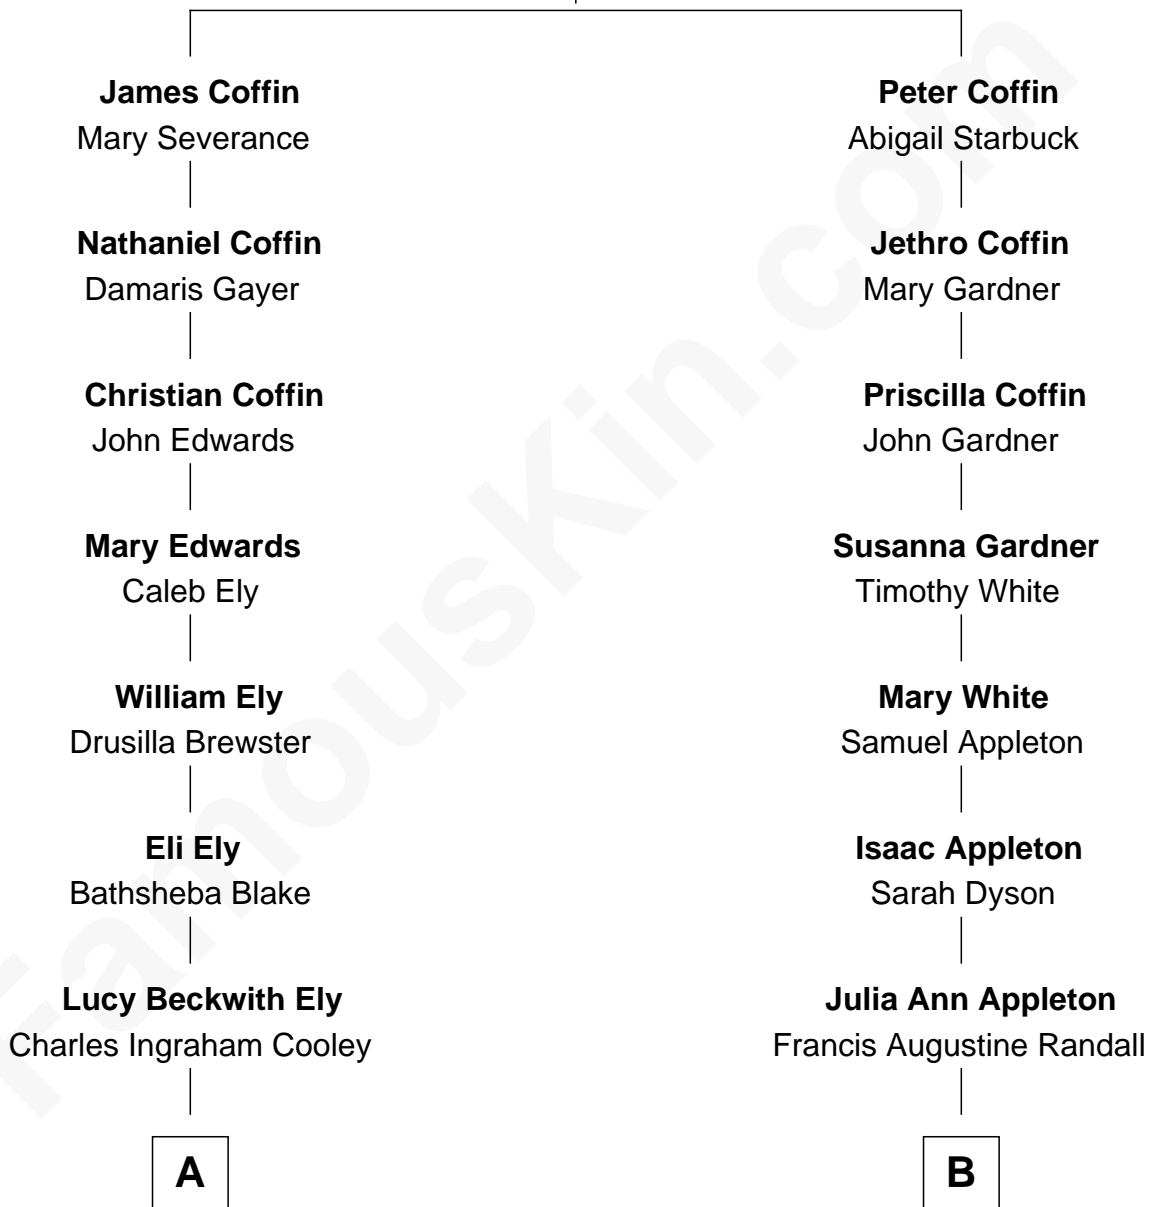 James Coffin
Mary Severance
Nathaniel Coffin
Damaris Gayer
Christian Coffin
John Edwards
Mary Edwards
Caleb Ely
William Ely
Drusilla Brewster
Eli Ely
Bathsheba Blake
Lucy Beckwith Ely
Charles Ingraham Cooley
A
Peter Coffin
Abigail Starbuck
Jethro Coffin
Mary Gardner
Priscilla Coffin
John Gardner
Susanna Gardner
Timothy White
Mary White
Samuel Appleton
Isaac Appleton
Sarah Dyson
Julia Ann Appleton
Francis Augustine Randall
B
FamousKin.com